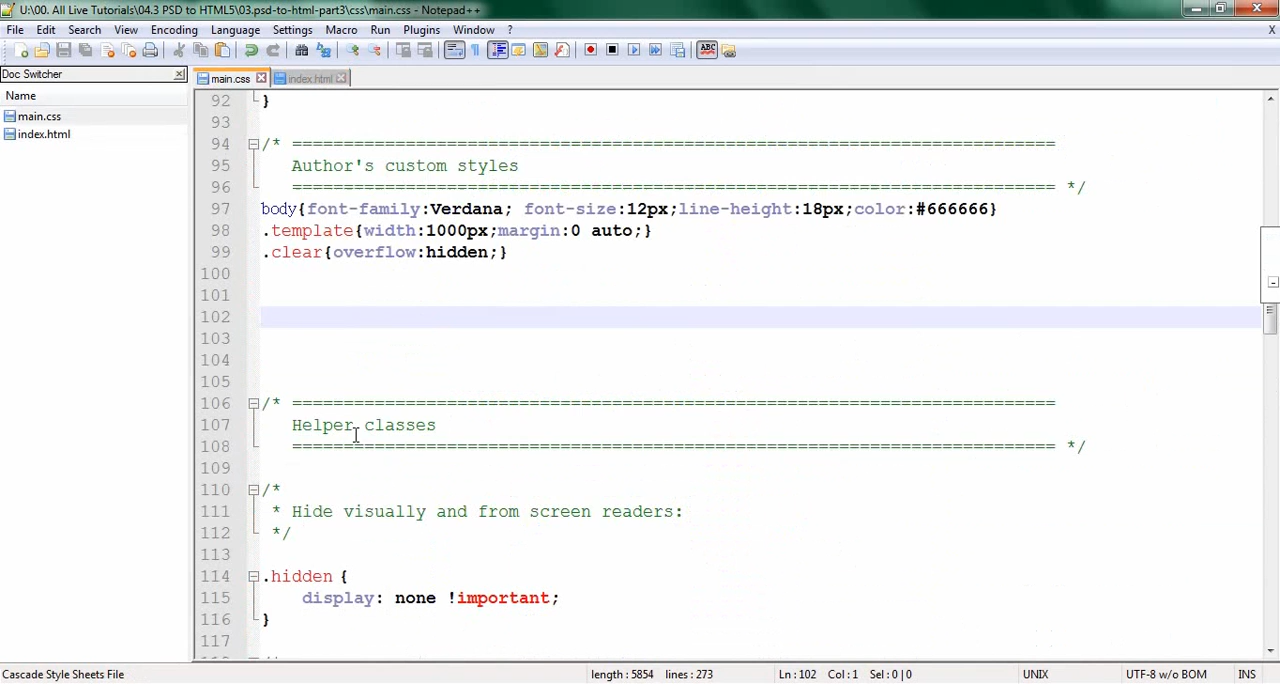 U:\00. All Live Tutorials\04.3 PSD to HTML5\03.psd-to-html-part3\css\main.css - Notepad++
File Edit Search View Encoding Language Settings Macro Run Plugins Window ? X
ABC
Doc Switcher
main.css index.html
Name
main.css
index.html
92 }
93
94 /* ==========================================================================
95 Author's custom styles
96 ========================================================================== */
97 body{font-family:Verdana; font-size:12px;line-height:18px;color:#666666}
98 .template{width:1000px;margin:0 auto;}
99 .clear{overflow:hidden;}
100
101
102
103
104
105
106 /* ==========================================================================
107 Helper classes
108 ========================================================================== */
109
110 /*
111 * Hide visually and from screen readers:
112 */
113
114 .hidden {
115 display: none !important;
116 }
117
Cascade Style Sheets File length : 5854 lines : 273 Ln : 102 Col : 1 Sel : 0 | 0 UNIX UTF-8 w/o BOM INS